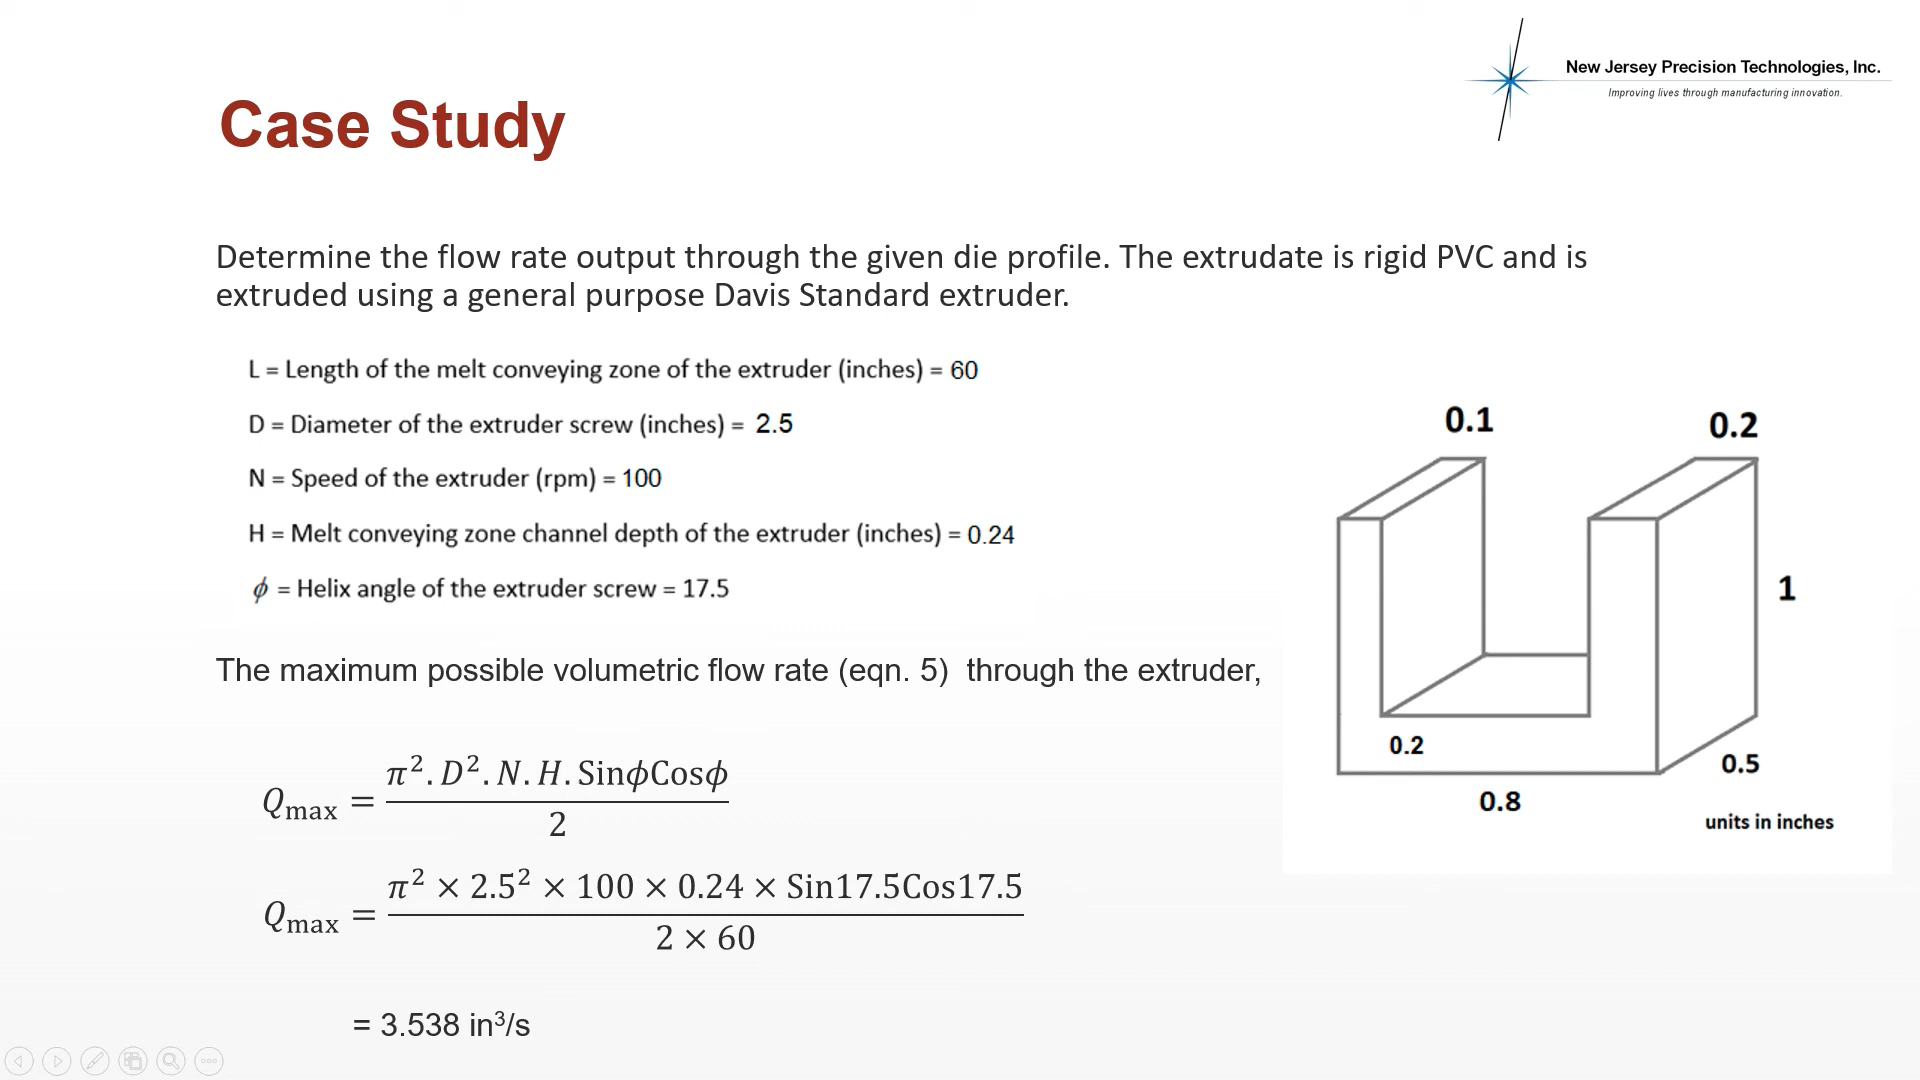 New Jersey Precision Technologies, Inc.
Improving lives through manufacturing innovation.
Case Study
Determine the flow rate output through the given die profile. The extrudate is rigid PVC and is
extruded using a general purpose Davis Standard extruder.
L = Length of the melt conveying zone of the extruder (inches) = 60
D = Diameter of the extruder screw (inches) = 2.5
N = Speed of the extruder (rpm) = 100
H = Melt conveying zone channel depth of the extruder (inches) = 0.24
ϕ = Helix angle of the extruder screw = 17.5
The maximum possible volumetric flow rate (eqn. 5) through the extruder,
Q_max = π². D². N. H. SinϕCosϕ / 2
Q_max = π² × 2.5² × 100 × 0.24 × Sin17.5Cos17.5 / 2 × 60
= 3.538 in³/s
0.1
0.2
1
0.2
0.5
0.8
units in inches